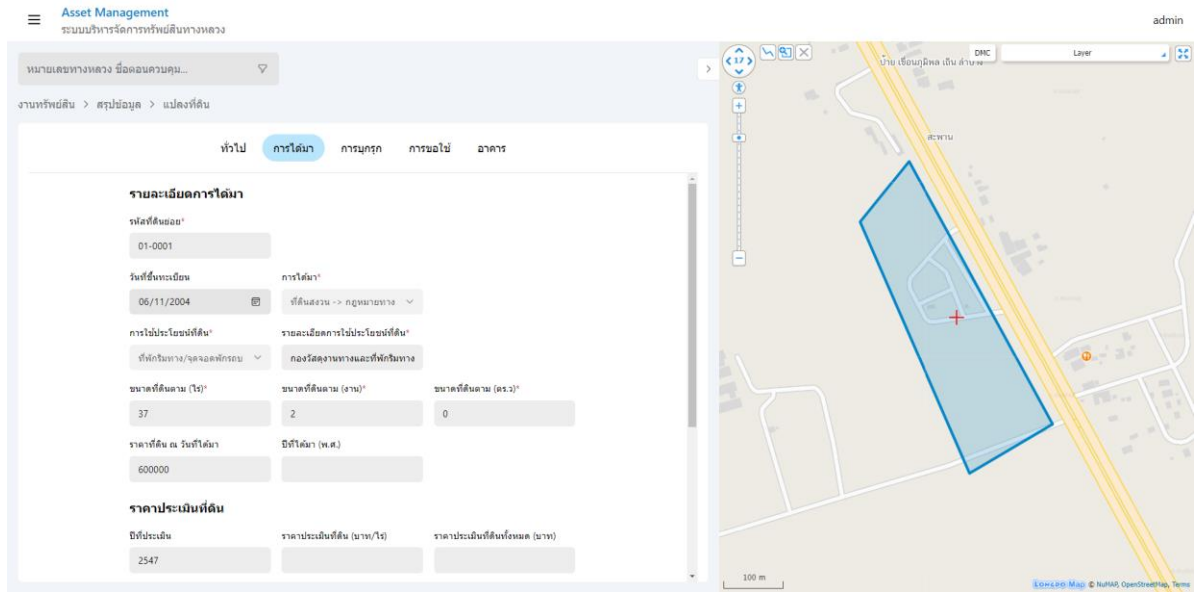 Asset Management
ระบบบริหารจัดการทรัพย์สินทางหลวง
admin
หมายเลขทางหลวง ชื่อตอนควบคุม...
งานทรัพย์สิน > สรุปข้อมูล > แปลงที่ดิน
ทั่วไป การได้มา การบุกรุก การขอใช้ อาคาร
รายละเอียดการได้มา
รหัสที่ดินย่อย*
01-0001
วันที่ขึ้นทะเบียน การได้มา*
06/11/2004 ที่ดินสงวน -> กฎหมายทาง
การใช้ประโยชน์ที่ดิน* รายละเอียดการใช้ประโยชน์ที่ดิน*
ที่พักริมทาง/จุดจอดพักรถบ กองวัสดุงานทางและที่พักริมทาง
ขนาดที่ดินตาม (ไร่)* ขนาดที่ดินตาม (งาน)* ขนาดที่ดินตาม (ตร.ว)*
37 2 0
ราคาที่ดิน ณ วันที่ได้มา ปีที่ได้มา (พ.ศ.)
600000
ราคาประเมินที่ดิน
ปีที่ประเมิน ราคาประเมินที่ดิน (บาท/ไร่) ราคาประเมินที่ดินทั้งหมด (บาท)
2547
17
DMC Layer
ป้าย เขื่อนภูมิพล เถิน ลำปาง
สะพาน
100 m
Longdo Map © NuMAP, OpenStreetMap, Terms